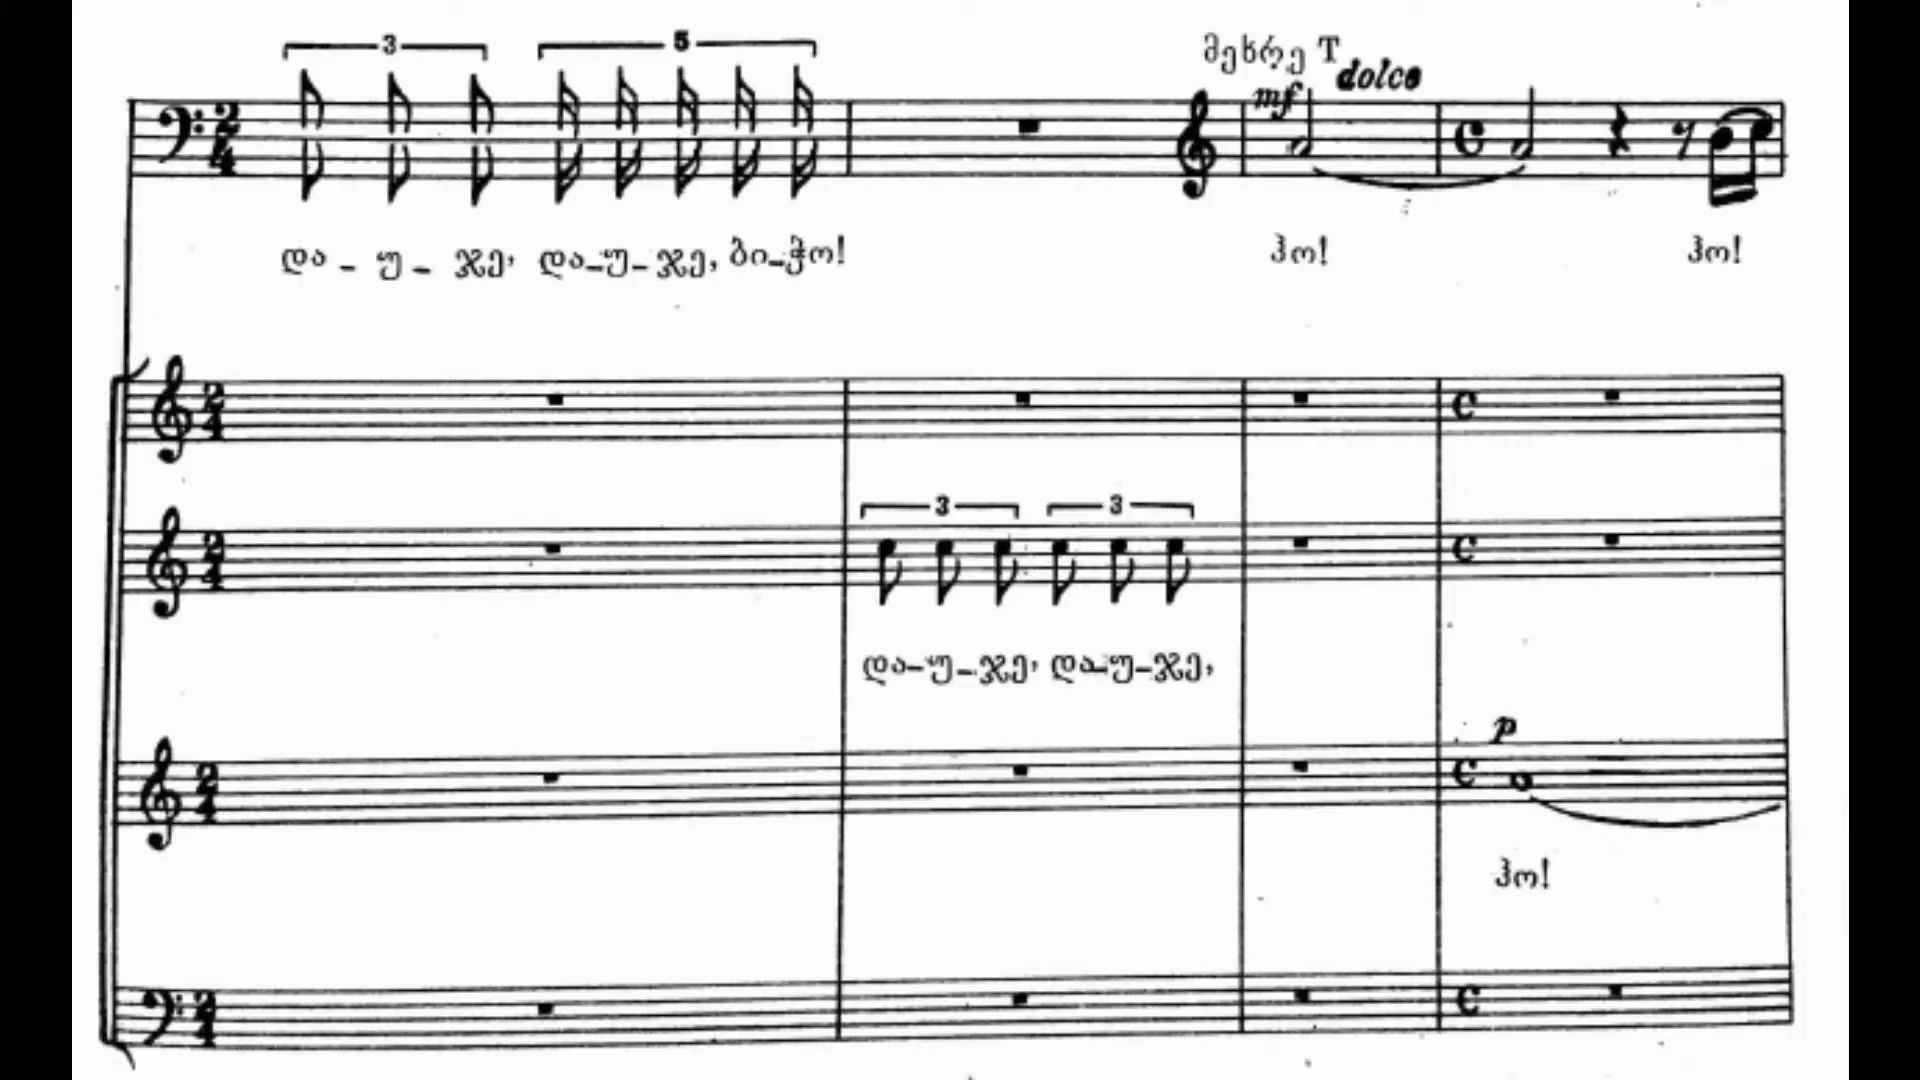 3 5 მეხრე T
mf dolce
და - უ - ჯე, და-უ-ჯე, ბი-ჭო! ჰო! ჰო!
3 3
და-უ-ჯე, და-უ-ჯე,
p
ჰო!